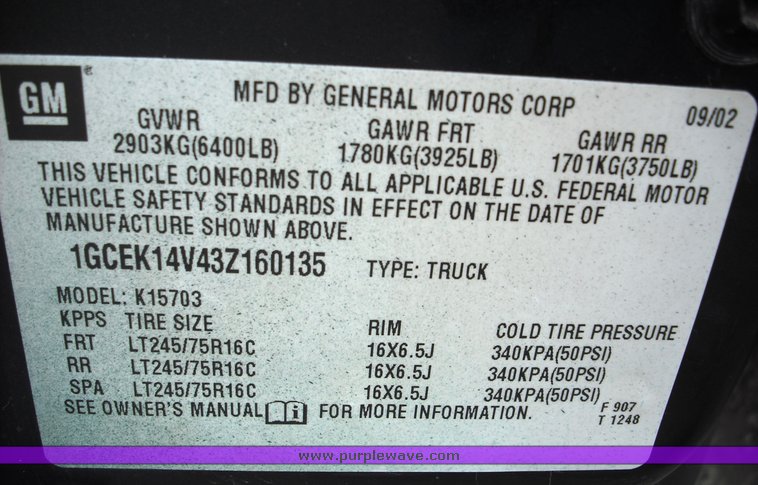 GM
MFD BY GENERAL MOTORS CORP 09/02
GVWR GAWR FRT GAWR RR
2903KG(6400LB) 1780KG(3925LB) 1701KG(3750LB)
THIS VEHICLE CONFORMS TO ALL APPLICABLE U.S. FEDERAL MOTOR
VEHICLE SAFETY STANDARDS IN EFFECT ON THE DATE OF
MANUFACTURE SHOWN ABOVE.
1GCEK14V43Z160135 TYPE: TRUCK
MODEL: K15703
KPPS TIRE SIZE RIM COLD TIRE PRESSURE
FRT LT245/75R16C 16X6.5J 340KPA(50PSI)
RR LT245/75R16C 16X6.5J 340KPA(50PSI)
SPA LT245/75R16C 16X6.5J 340KPA(50PSI)
SEE OWNER'S MANUAL FOR MORE INFORMATION. F 907
T 1248
www.purplewave.com